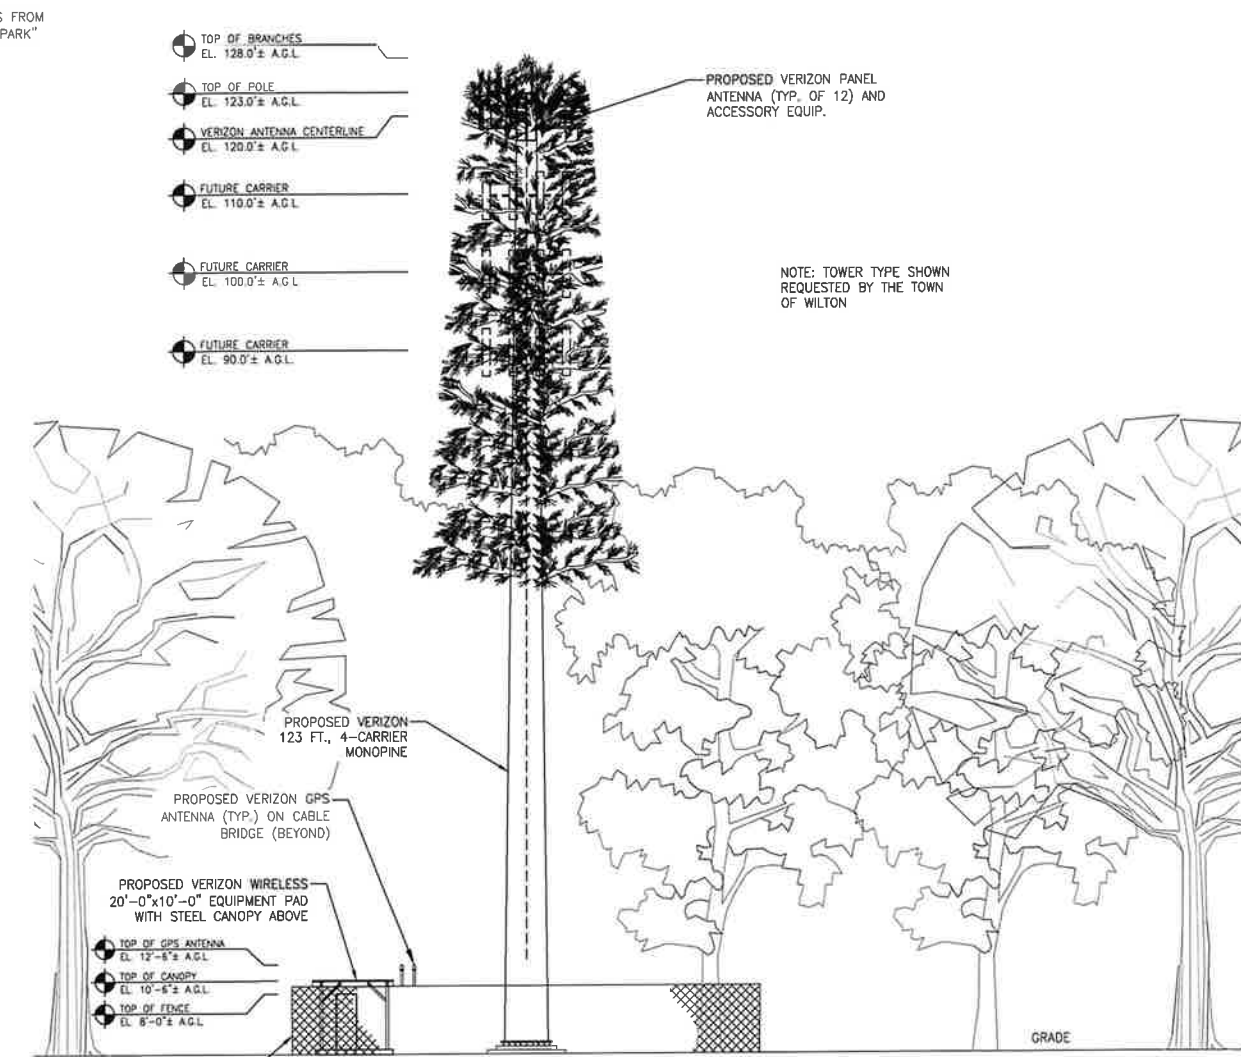 S FROM
PARK"
TOP OF BRANCHES
EL. 128.0'± A.G.L.
TOP OF POLE
EL. 123.0'± A.G.L.
VERIZON ANTENNA CENTERLINE
EL. 120.0'± A.G.L
FUTURE CARRIER
EL. 110.0'± A.G.L
FUTURE CARRIER
EL. 100.0'± A.G.L
FUTURE CARRIER
EL. 90.0'± A.G.L.
PROPOSED VERIZON PANEL
ANTENNA (TYP. OF 12) AND
ACCESSORY EQUIP.
NOTE: TOWER TYPE SHOWN
REQUESTED BY THE TOWN
OF WILTON
PROPOSED VERIZON
123 FT., 4-CARRIER
MONOPINE
PROPOSED VERIZON GPS
ANTENNA (TYP.) ON CABLE
BRIDGE (BEYOND)
PROPOSED VERIZON WIRELESS
20'-0"x10'-0" EQUIPMENT PAD
WITH STEEL CANOPY ABOVE
TOP OF GPS ANTENNA
EL. 12'-6"± A.G.L
TOP OF CANOPY
EL. 10'-6"± A.G.L
TOP OF FENCE
EL. 8'-0"± A.G.L
GRADE